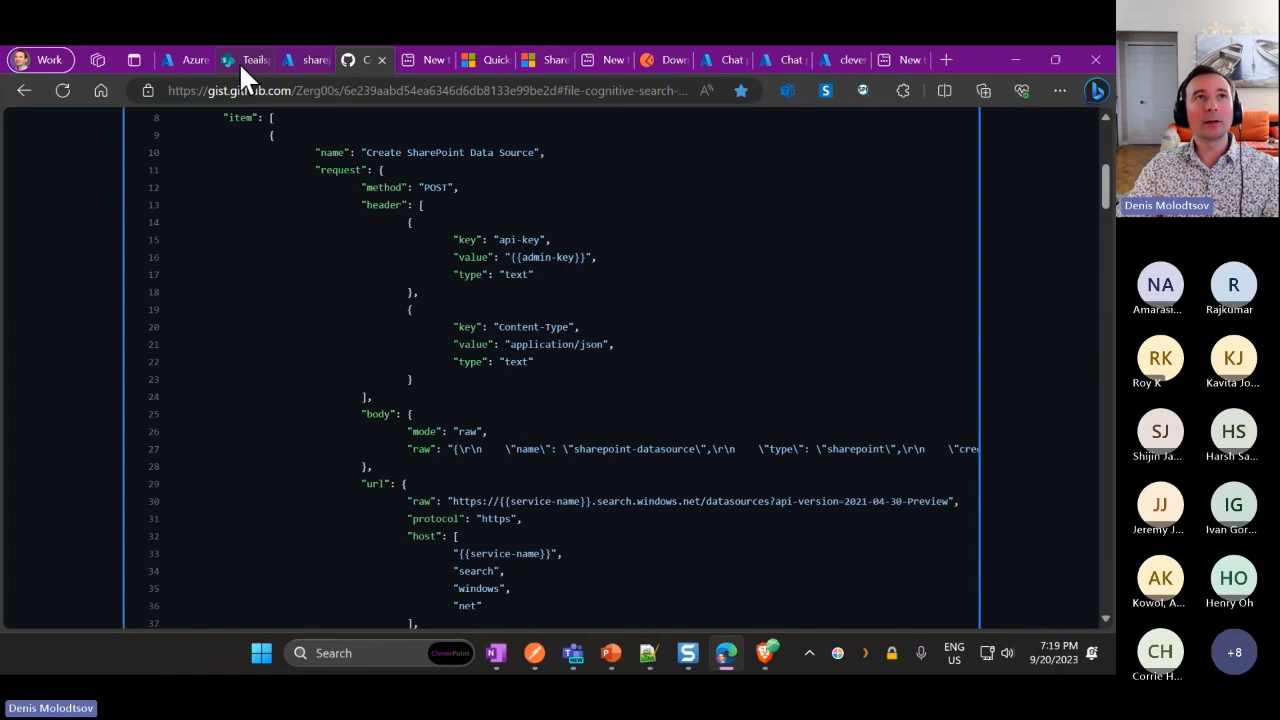 Work
Azure
Teails
share
C
New t
Quick
Share
New t
Down
Chat
Chat
clever
New t
https://gist.github.com/Zerg00s/6e239aabd54ea6346d6db8133e99be2d#file-cognitive-search-...
8 "item": [
9 {
10 "name": "Create SharePoint Data Source",
11 "request": {
12 "method": "POST",
13 "header": [
14 {
15 "key": "api-key",
16 "value": "{{admin-key}}",
17 "type": "text"
18 },
19 {
20 "key": "Content-Type",
21 "value": "application/json",
22 "type": "text"
23 }
24 ],
25 "body": {
26 "mode": "raw",
27 "raw": "{\r\n \"name\": \"sharepoint-datasource\",\r\n \"type\": \"sharepoint\",\r\n \"cre
28 },
29 "url": {
30 "raw": "https://{{service-name}}.search.windows.net/datasources?api-version=2021-04-30-Preview",
31 "protocol": "https",
32 "host": [
33 "{{service-name}}",
34 "search",
35 "windows",
36 "net"
37 ],
Search
CleverPoint
ENG
US
7:19 PM
9/20/2023
Denis Molodtsov
NA
Amarasi...
R
Rajkumar
RK
Roy K
KJ
Kavita Jo...
SJ
Shijin Ja...
HS
Harsh Sa...
JJ
Jeremy J...
IG
Ivan Gor...
AK
Kowol, A...
HO
Henry Oh
CH
Corrie H...
+8
Denis Molodtsov